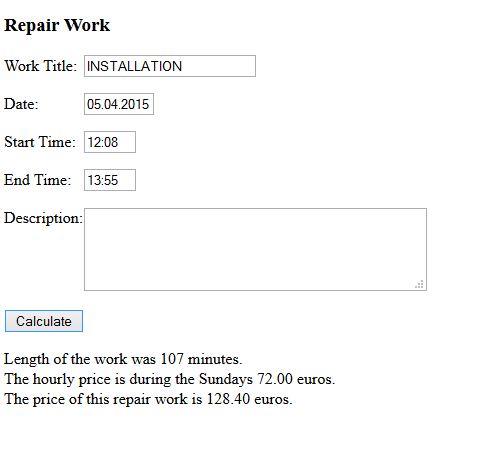 Repair Work
Work Title: INSTALLATION
Date: 05.04.2015
Start Time: 12:08
End Time: 13:55
Description:
Calculate
Length of the work was 107 minutes.
The hourly price is during the Sundays 72.00 euros.
The price of this repair work is 128.40 euros.